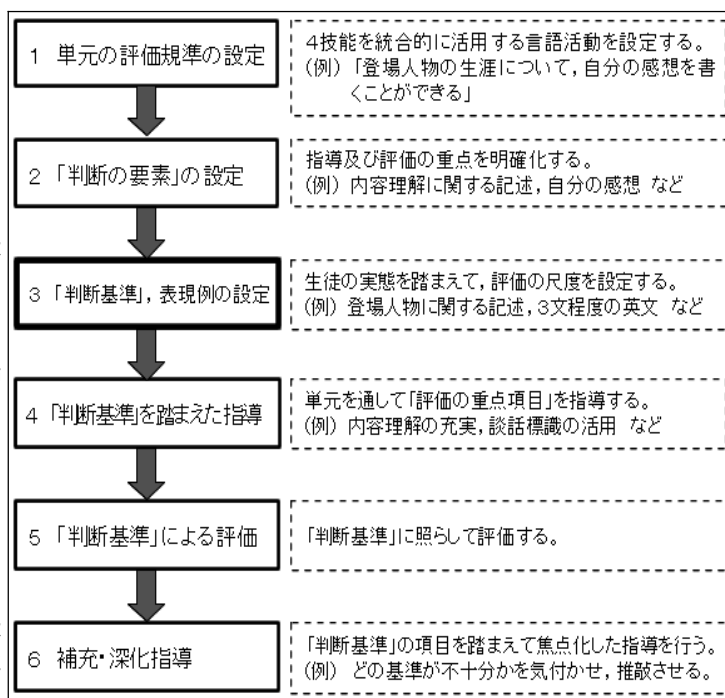 1 単元の評価規準の設定
4技能を統合的に活用する言語活動を設定する。
(例)「登場人物の生涯について,自分の感想を書
くことができる」
2 「判断の要素」の設定
指導及び評価の重点を明確化する。
(例) 内容理解に関する記述,自分の感想 など
3 「判断基準」,表現例の設定
生徒の実態を踏まえて,評価の尺度を設定する。
(例) 登場人物に関する記述,3文程度の英文 など
4 「判断基準」を踏まえた指導
単元を通して「評価の重点項目」を指導する。
(例) 内容理解の充実,談話標識の活用 など
5 「判断基準」による評価
「判断基準」に照らして評価する。
6 補充・深化指導
「判断基準」の項目を踏まえて焦点化した指導を行う。
(例) どの基準が不十分かを気付かせ,推敲させる。